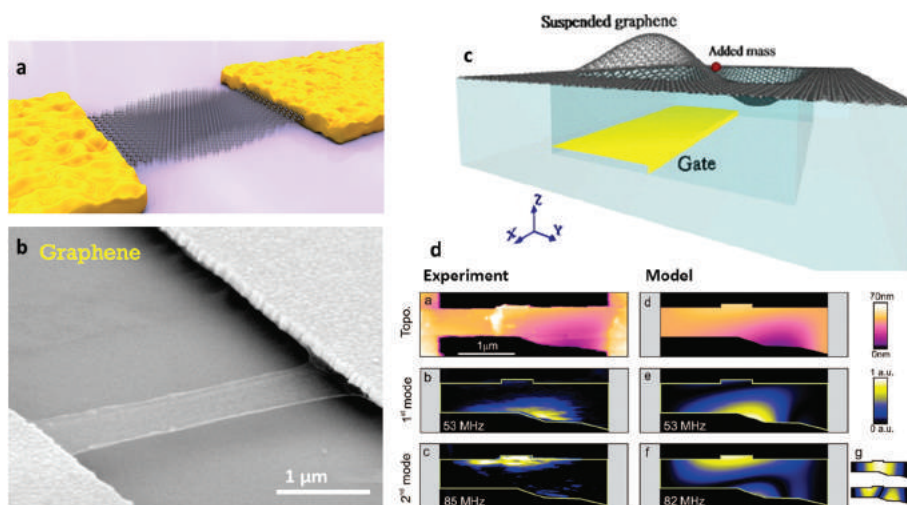 a
b
Graphene
1 µm
c
Suspended graphene
Added mass
Gate
Z
X
Y
d
Experiment
Model
Topo.
a
1µm
d
70nm
0nm
1st mode
b
53 MHz
e
53 MHz
1 a.u.
0 a.u.
2nd mode
c
85 MHz
f
82 MHz
g